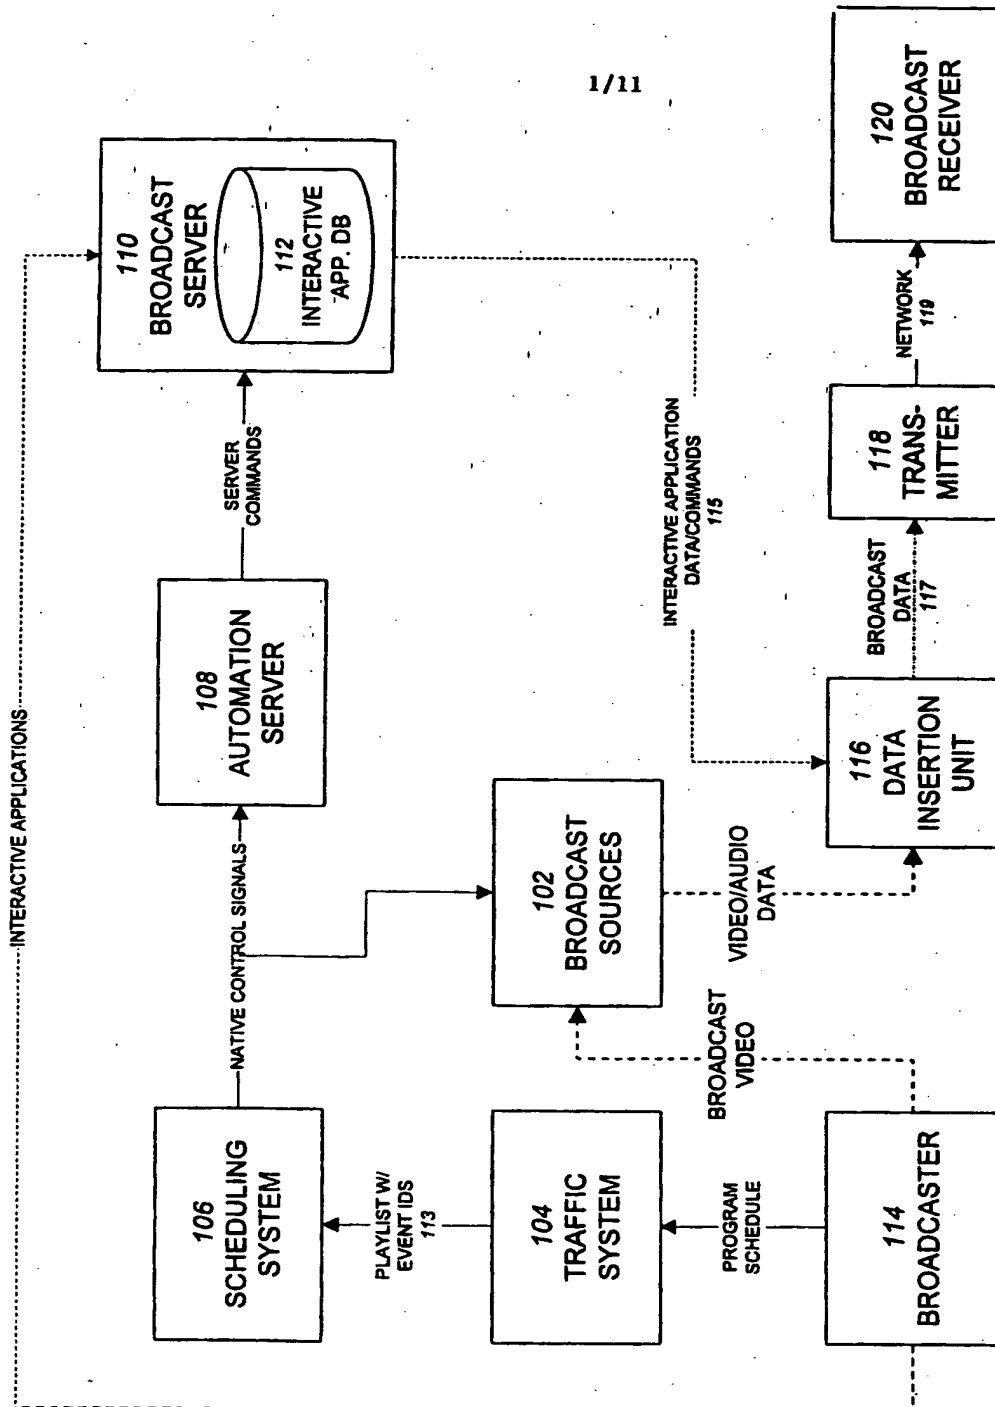 1/11
INTERACTIVE APPLICATIONS
106
SCHEDULING
SYSTEM
NATIVE CONTROL SIGNALS
108
AUTOMATION
SERVER
SERVER
COMMANDS
110
BROADCAST
SERVER
112
INTERACTIVE
APP. DB
PLAYLIST W/
EVENT IDS
113
104
TRAFFIC
SYSTEM
102
BROADCAST
SOURCES
INTERACTIVE APPLICATION
DATA/COMMANDS
115
PROGRAM
SCHEDULE
BROADCAST
VIDEO
VIDEO/AUDIO
DATA
114
BROADCASTER
116
DATA
INSERTION
UNIT
BROADCAST
DATA
117
118
TRANS-
MITTER
NETWORK
119
120
BROADCAST
RECEIVER